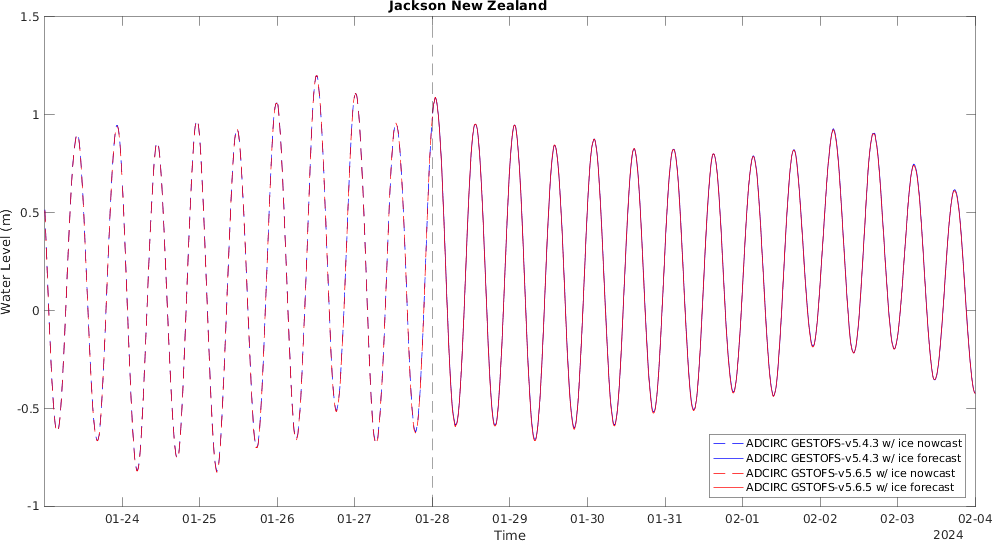 Jackson New Zealand
1.5
1
0.5
0
-0.5
-1
Water Level (m)
01-24 01-25 01-26 01-27 01-28 01-29 01-30 01-31 02-01 02-02 02-03 02-04
2024
Time
ADCIRC GESTOFS-v5.4.3 w/ ice nowcast
ADCIRC GESTOFS-v5.4.3 w/ ice forecast
ADCIRC GSTOFS-v5.6.5 w/ ice nowcast
ADCIRC GSTOFS-v5.6.5 w/ ice forecast